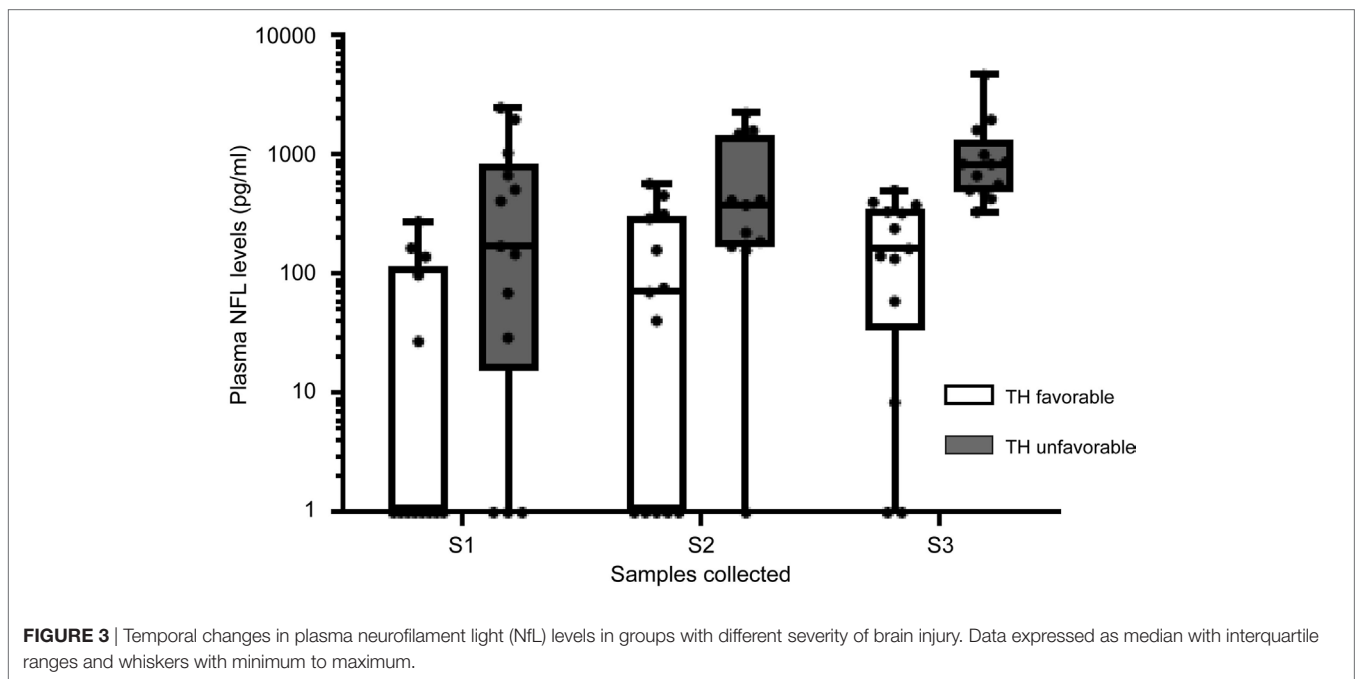 10000
1000
100
10
1
Plasma NFL levels (pg/ml)
TH favorable
TH unfavorable
S1
S2
S3
Samples collected
FIGURE 3 | Temporal changes in plasma neurofilament light (NfL) levels in groups with different severity of brain injury. Data expressed as median with interquartile
ranges and whiskers with minimum to maximum.